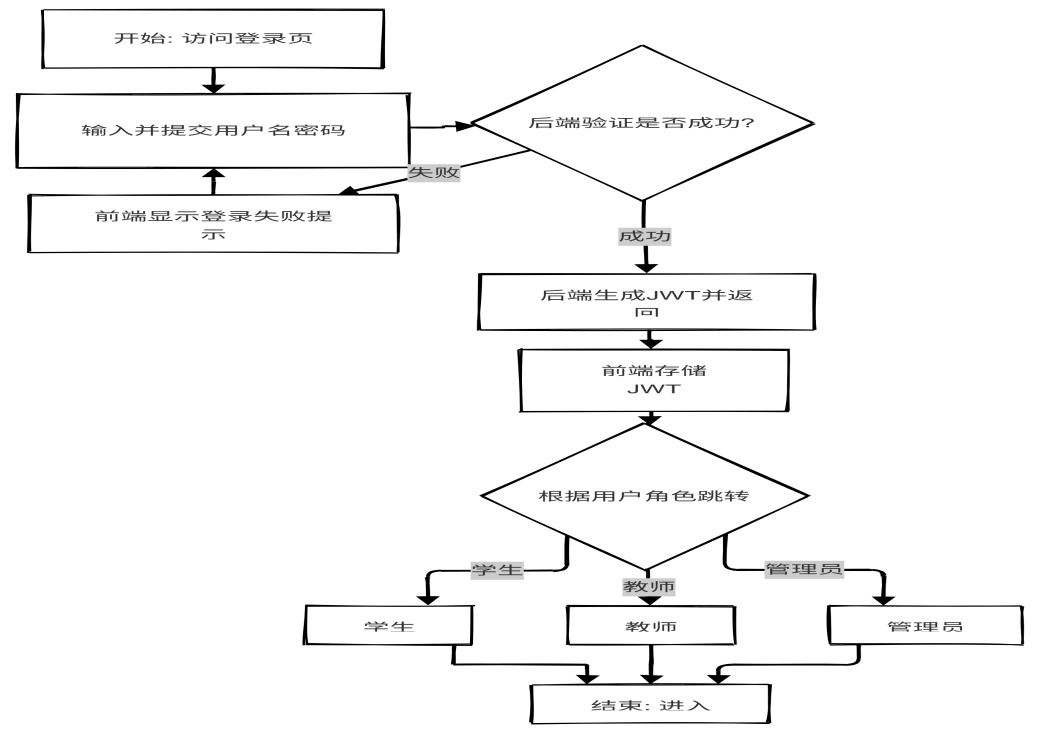 开始: 访问登录页
输入并提交用户名密码
后端验证是否成功?
失败
前端显示登录失败提
示
成功
后端生成JWT并返
回
前端存储
JWT
根据用户角色跳转
学生
教师
管理员
学生
教师
管理员
结束: 进入